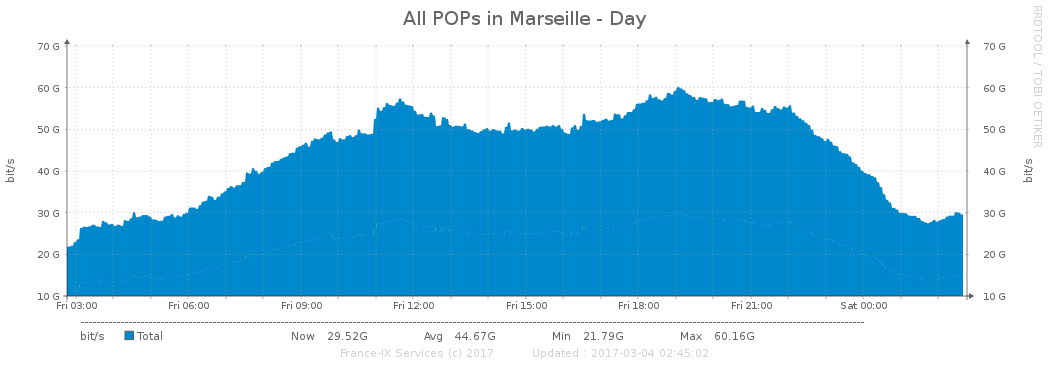 All POPs in Marseille - Day
RRDTOOL / TOBI OETIKER
70 G 70 G
60 G 60 G
50 G 50 G
40 G 40 G
30 G 30 G
20 G 20 G
10 G 10 G
bit/s bit/s
Fri 03:00 Fri 06:00 Fri 09:00 Fri 12:00 Fri 15:00 Fri 18:00 Fri 21:00 Sat 00:00
bit/s Total Now 29.52G Avg 44.67G Min 21.79G Max 60.16G
France-IX Services (c) 2017 Updated : 2017-03-04 02:45:02